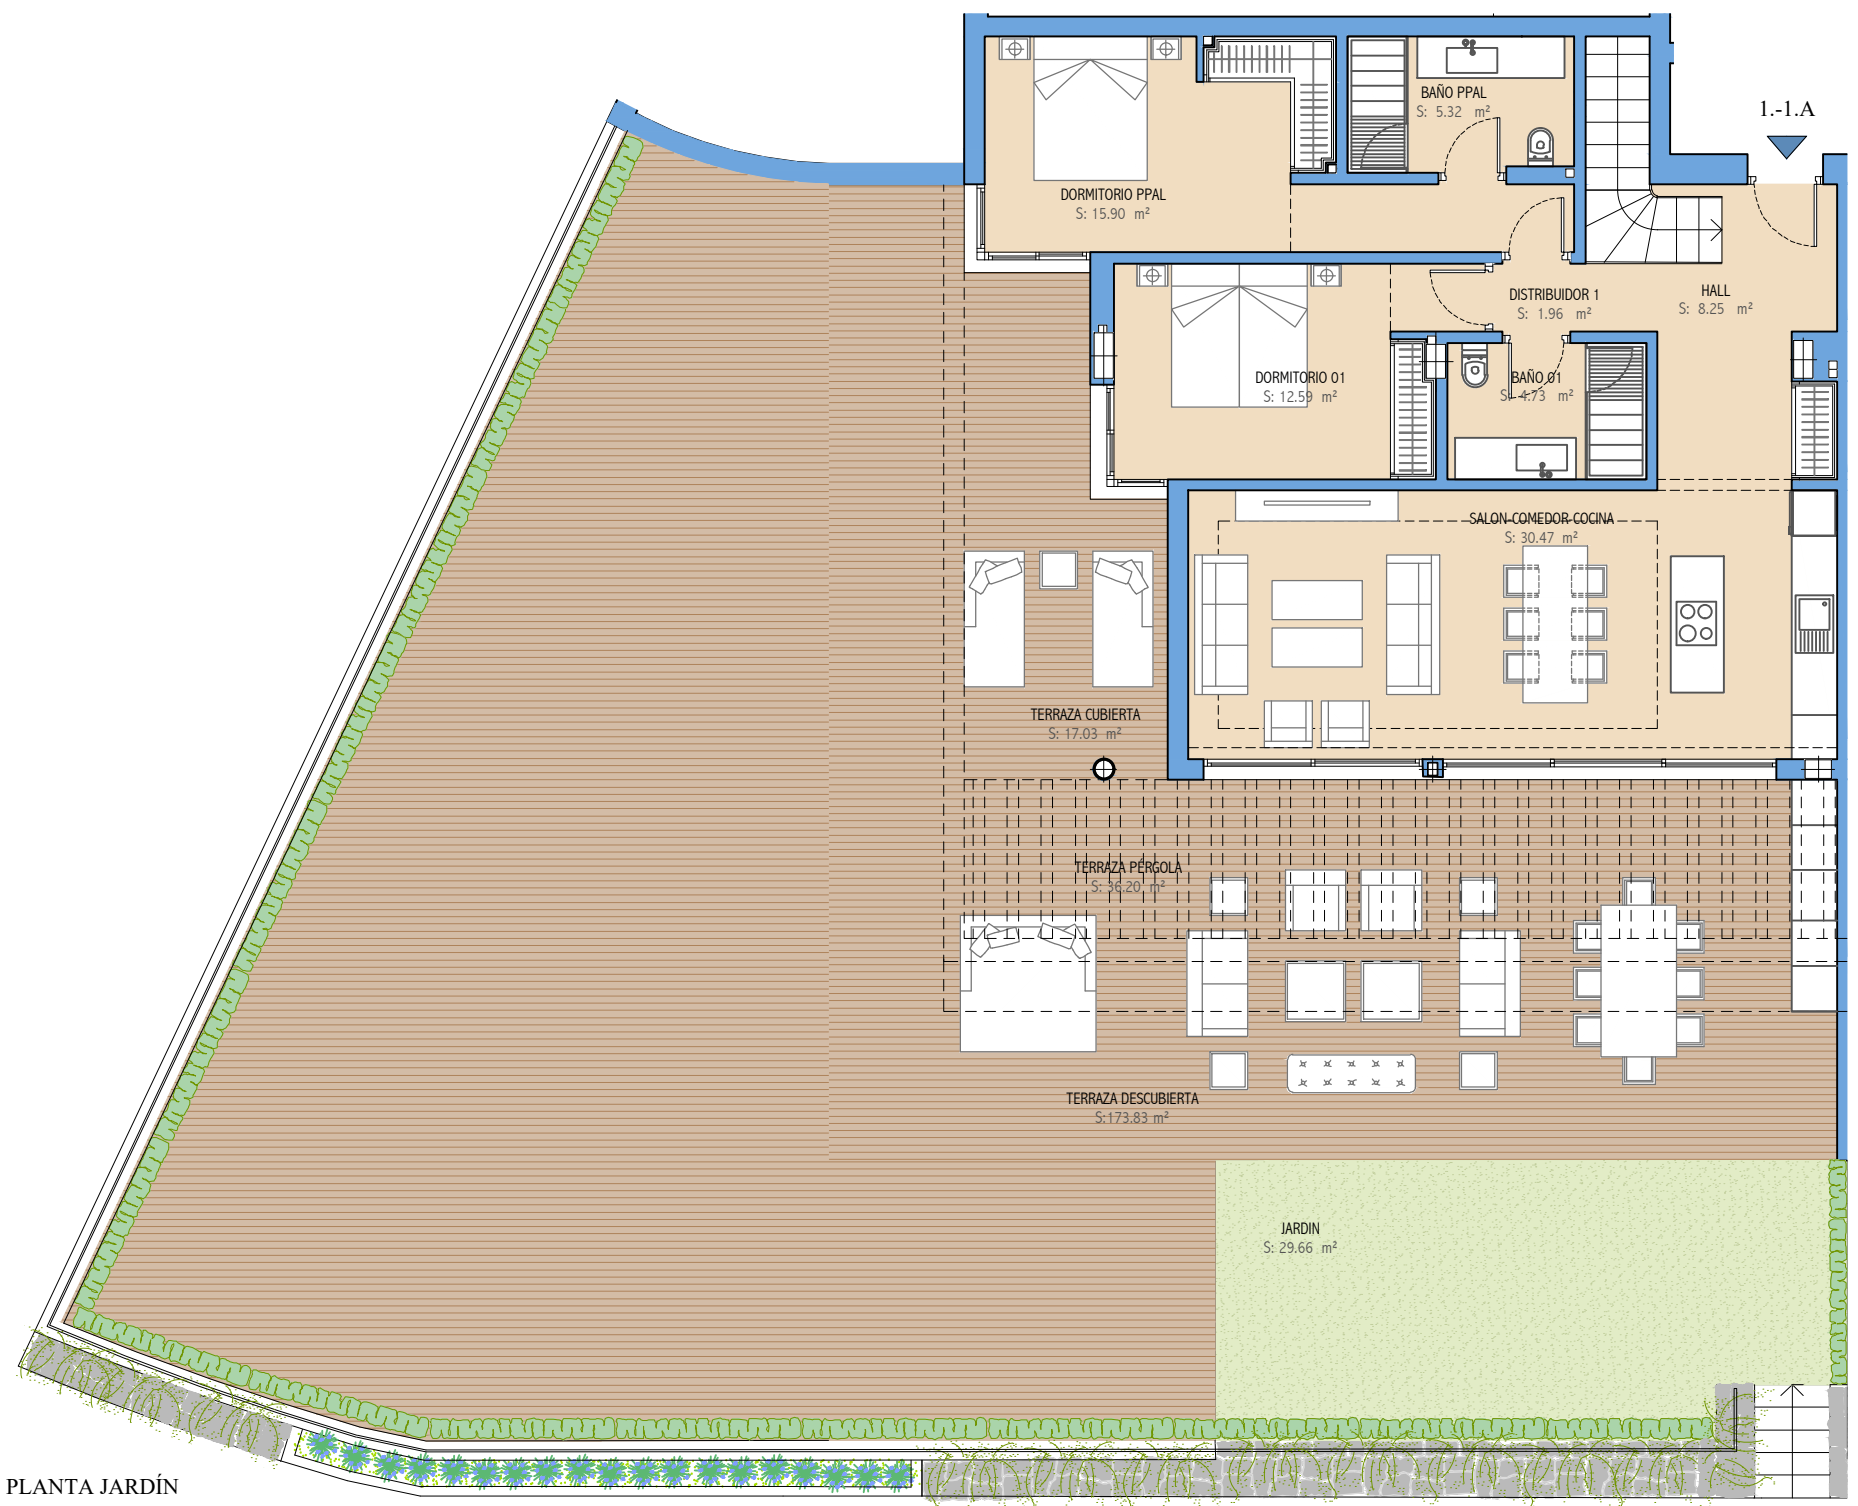 BAÑO PPAL
S: 5.32 m²
1.-1.A
DORMITORIO PPAL
S: 15.90 m²
DISTRIBUIDOR 1
S: 1.96 m²
HALL
S: 8.25 m²
DORMITORIO 01
S: 12.59 m²
BAÑO 01
S: 4.73 m²
SALON-COMEDOR-COCINA
S: 30.47 m²
TERRAZA CUBIERTA
S: 17.03 m²
TERRAZA PÉRGOLA
S: 36.20 m²
TERRAZA DESCUBIERTA
S:173.83 m²
JARDIN
S: 29.66 m²
PLANTA JARDÍN